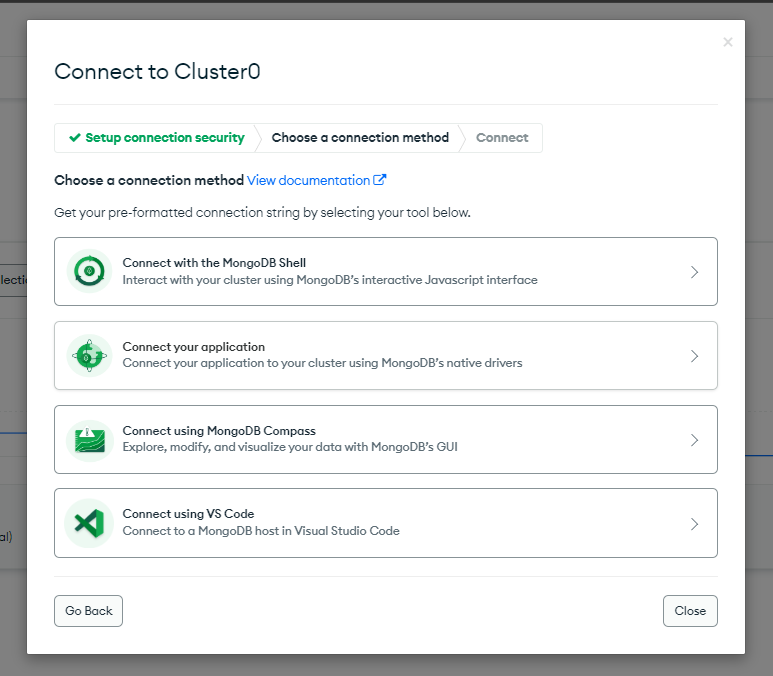 ×
Connect to Cluster0
✔ Setup connection security Choose a connection method Connect
Choose a connection method View documentation
Get your pre-formatted connection string by selecting your tool below.
Connect with the MongoDB Shell
Interact with your cluster using MongoDB's interactive Javascript interface
Connect your application
Connect your application to your cluster using MongoDB's native drivers
Connect using MongoDB Compass
Explore, modify, and visualize your data with MongoDB's GUI
Connect using VS Code
Connect to a MongoDB host in Visual Studio Code
Go Back Close